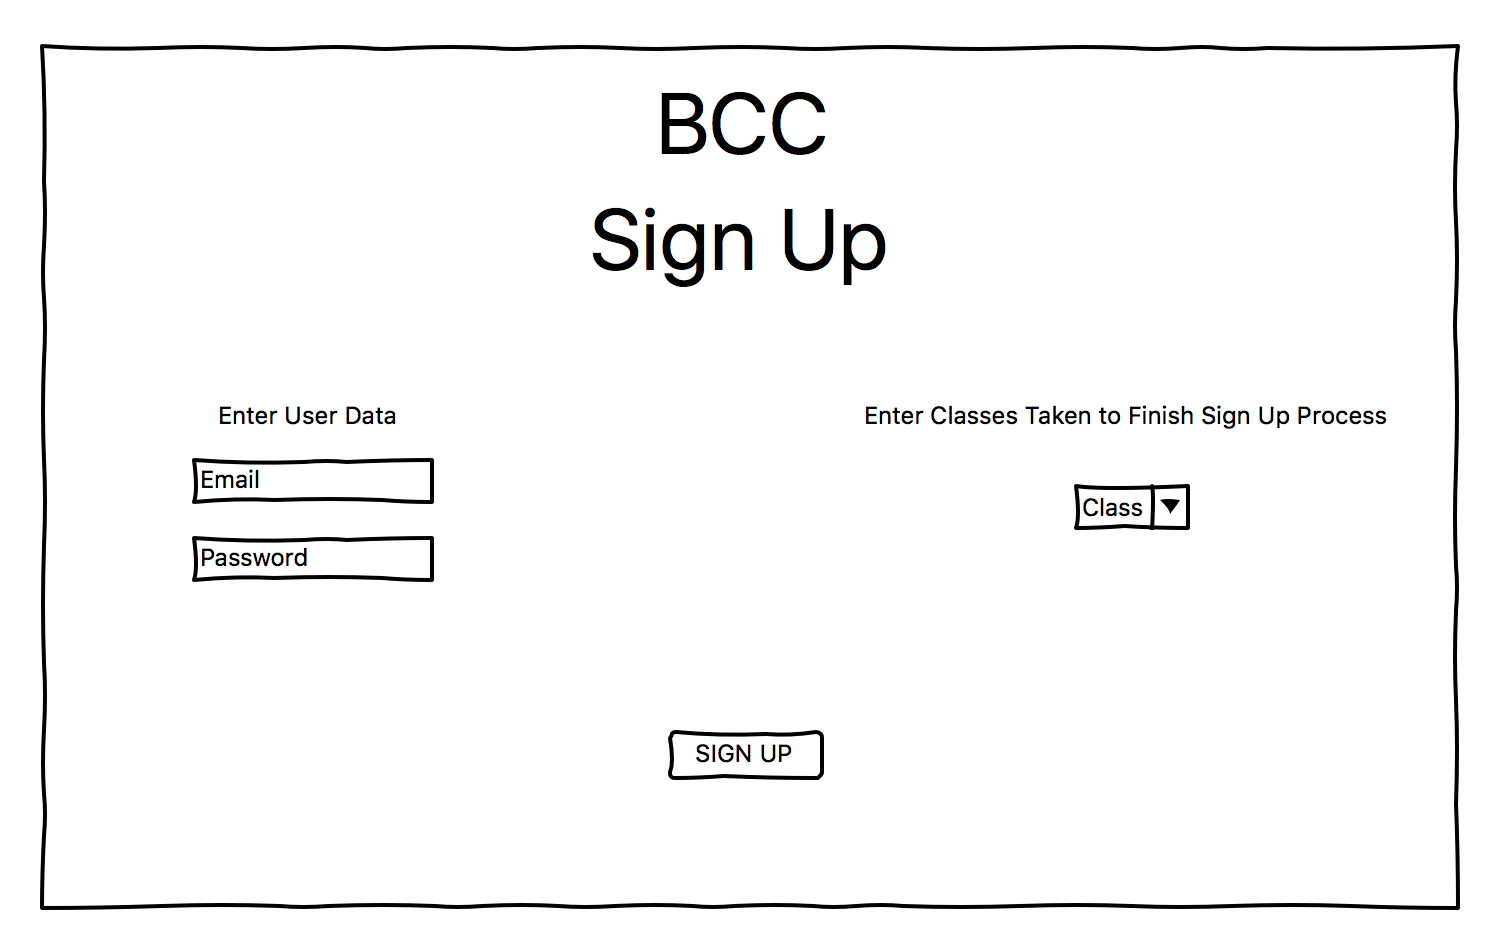 BCC
Sign Up
Enter User Data
Email
Password
Enter Classes Taken to Finish Sign Up Process
Class
SIGN UP